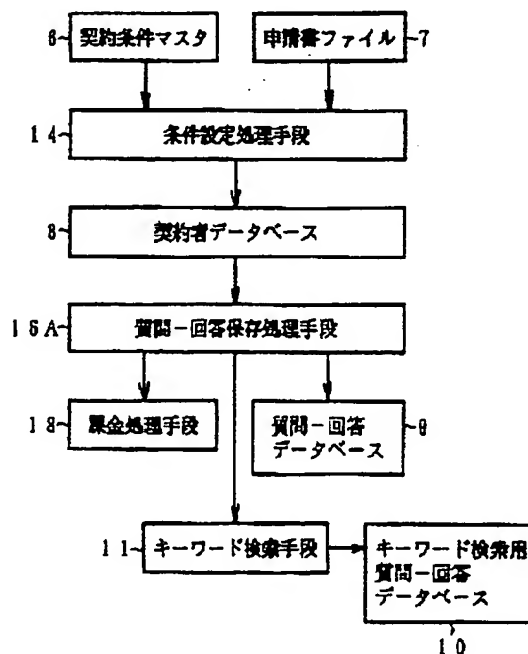 6 契約条件マスタ 申請書ファイル 7
14 条件設定処理手段
8 契約者データベース
15A 質問－回答保存処理手段
18 課金処理手段 質問－回答 9
データベース
11 キーワード検索手段 キーワード検索用
質問－回答
データベース
10